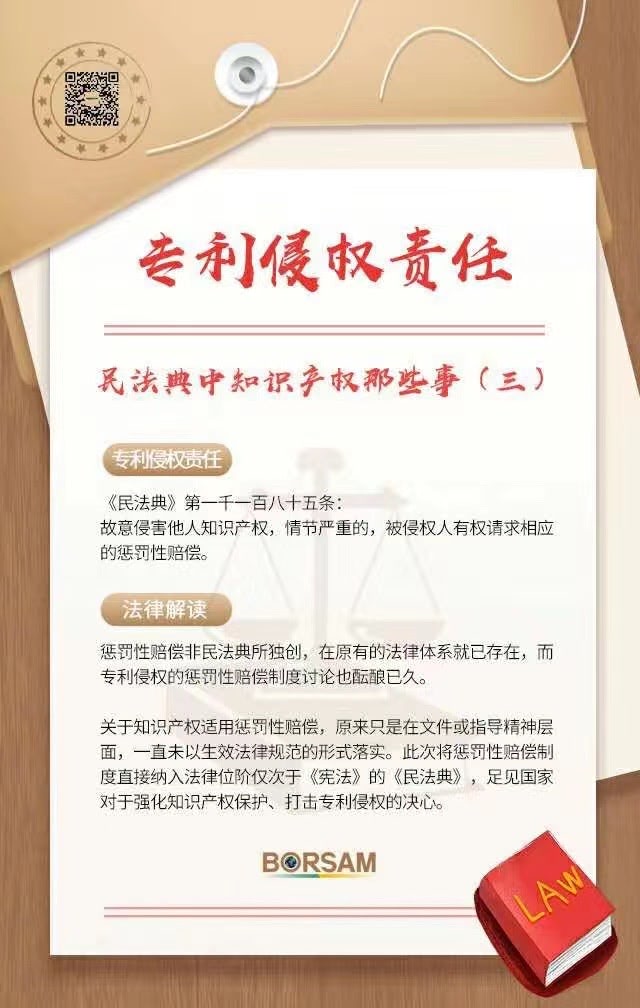 专利侵权责任
民法典中知识产权那些事（三）
专利侵权责任
《民法典》第一千一百八十五条：
故意侵害他人知识产权，情节严重的，被侵权人有权请求相应
的惩罚性赔偿。
法律解读
惩罚性赔偿非民法典所独创，在原有的法律体系就已存在，而
专利侵权的惩罚性赔偿制度讨论也酝酿已久。
关于知识产权适用惩罚性赔偿，原来只是在文件或指导精神层
面，一直未以生效法律规范的形式落实。此次将惩罚性赔偿制
度直接纳入法律位阶仅次于《宪法》的《民法典》，足见国家
对于强化知识产权保护、打击专利侵权的决心。
BORSAM
LAW